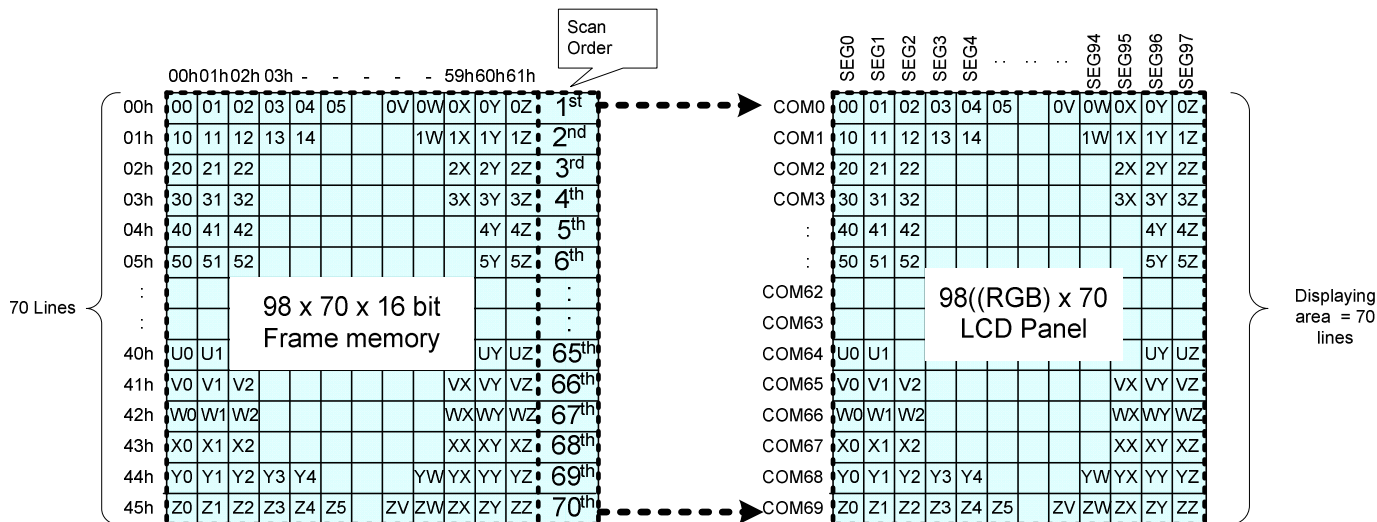 Scan
Order
SEG0 SEG1 SEG2 SEG3 SEG4 .. .. .. SEG94 SEG95 SEG96 SEG97
00h 01h 02h 03h - - - - - 59h 60h 61h
00h 00 01 02 03 04 05 0V 0W 0X 0Y 0Z 1st COM0 00 01 02 03 04 05 0V 0W 0X 0Y 0Z
01h 10 11 12 13 14 1W 1X 1Y 1Z 2nd COM1 10 11 12 13 14 1W 1X 1Y 1Z
02h 20 21 22 2X 2Y 2Z 3rd COM2 20 21 22 2X 2Y 2Z
03h 30 31 32 3X 3Y 3Z 4th COM3 30 31 32 3X 3Y 3Z
04h 40 41 42 4Y 4Z 5th : 40 41 42 4Y 4Z
05h 50 51 52 5Y 5Z 6th : 50 51 52 5Y 5Z
: : COM62
: : COM63
70 Lines
98 x 70 x 16 bit
Frame memory
98((RGB) x 70
LCD Panel
Displaying
area = 70
lines
40h U0 U1 UY UZ 65th COM64 U0 U1 UY UZ
41h V0 V1 V2 VX VY VZ 66th COM65 V0 V1 V2 VX VY VZ
42h W0 W1 W2 WX WY WZ 67th COM66 W0 W1 W2 WX WY WZ
43h X0 X1 X2 XX XY XZ 68th COM67 X0 X1 X2 XX XY XZ
44h Y0 Y1 Y2 Y3 Y4 YW YX YY YZ 69th COM68 Y0 Y1 Y2 Y3 Y4 YW YX YY YZ
45h Z0 Z1 Z2 Z3 Z4 Z5 ZV ZW ZX ZY ZZ 70th COM69 Z0 Z1 Z2 Z3 Z4 Z5 ZV ZW ZX ZY ZZ